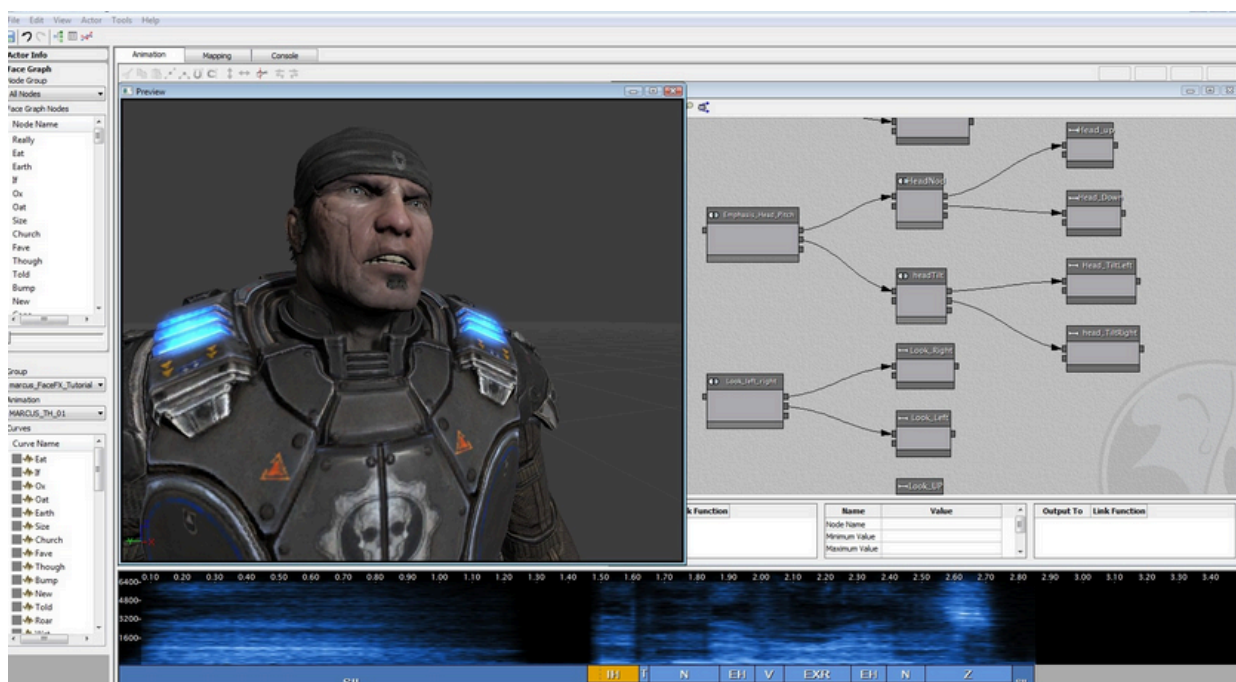 File Edit View Actor Tools Help
Actor Info
Face Graph
Node Group
All Nodes
Face Graph Nodes
Node Name
Really
Eat
Earth
If
Ox
Oat
Size
Church
Fave
Though
Told
Bump
New
Group
marcus_FaceFX_Tutorial
Animation
MARCUS_TH_01
Curves
Curve Name
Eat
If
Ox
Oat
Earth
Size
Church
Fave
Though
Bump
New
Told
Roar
Animation Mapping Console
Preview
Y X
Head_up
HeadNod
Head_Down
Emphasis_Head_Pitch
Head_TiltLeft
headTilt
head_TiltRight
Look_Right
Look_left_right
Look_Left
Look_UP
k Function
Name Value
Node Name
Minimum Value
Maximum Value
Output To Link Function
0.10 0.20 0.30 0.40 0.50 0.60 0.70 0.80 0.90 1.00 1.10 1.20 1.30 1.40 1.50 1.60 1.70 1.80 1.90 2.00 2.10 2.20 2.30 2.40 2.50 2.60 2.70 2.80 2.90 3.00 3.10 3.20 3.30 3.40
6400-
4800-
3200-
1600-
SIL IH T N EH V EXR EH N Z